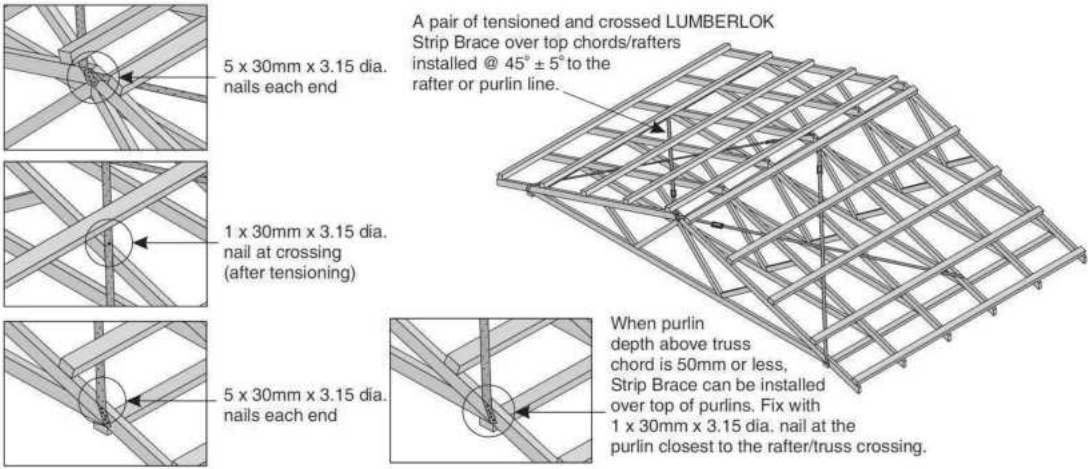 5 x 30mm x 3.15 dia.
nails each end
A pair of tensioned and crossed LUMBERLOK
Strip Brace over top chords/rafters
installed @ 45° ± 5° to the
rafter or purlin line.
1 x 30mm x 3.15 dia.
nail at crossing
(after tensioning)
5 x 30mm x 3.15 dia.
nails each end
When purlin
depth above truss
chord is 50mm or less,
Strip Brace can be installed
over top of purlins. Fix with
1 x 30mm x 3.15 dia. nail at the
purlin closest to the rafter/truss crossing.